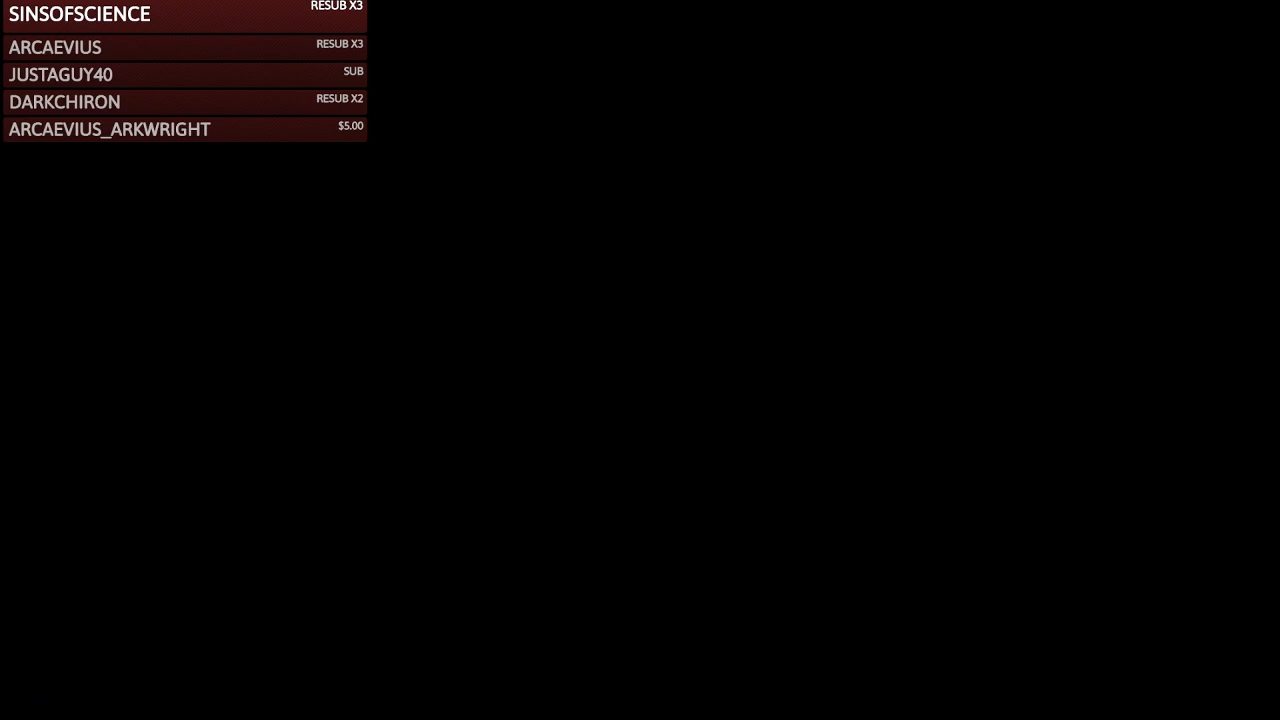 SINSOFSCIENCE RESUB X3
ARCAEVIUS RESUB X3
JUSTAGUY40 SUB
DARKCHIRON RESUB X2
ARCAEVIUS_ARKWRIGHT $5.00